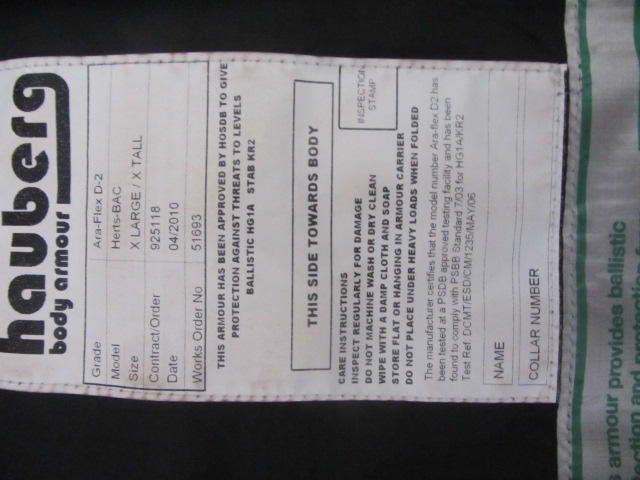 hauberg
body armour
Grade Ara-Flex D-2
Model Herts-BAC
Size X LARGE / X TALL
Contract/Order 925118
Date 04/2010
Works Order No 51693
THIS ARMOUR HAS BEEN APPROVED BY HOSDB TO GIVE
PROTECTION AGAINST THREATS TO LEVELS
BALLISTIC HG1A STAB KR2
THIS SIDE TOWARDS BODY
INSPECTION
STAMP
CARE INSTRUCTIONS
INSPECT REGULARLY FOR DAMAGE
DO NOT MACHINE WASH OR DRY CLEAN
WIPE WITH A DAMP CLOTH AND SOAP
STORE FLAT OR HANGING IN ARMOUR CARRIER
DO NOT PLACE UNDER HEAVY LOADS WHEN FOLDED
The manufacturer certifies that the model number Ara-flex D2 has
been tested at a PSDB approved testing facility and has been
found to comply with PSBB Standard 7/03 for HG1A/KR2
Test Ref: DCMT/ESD/CM/1235/MAY/06
NAME
COLLAR NUMBER
s armour provides ballistic